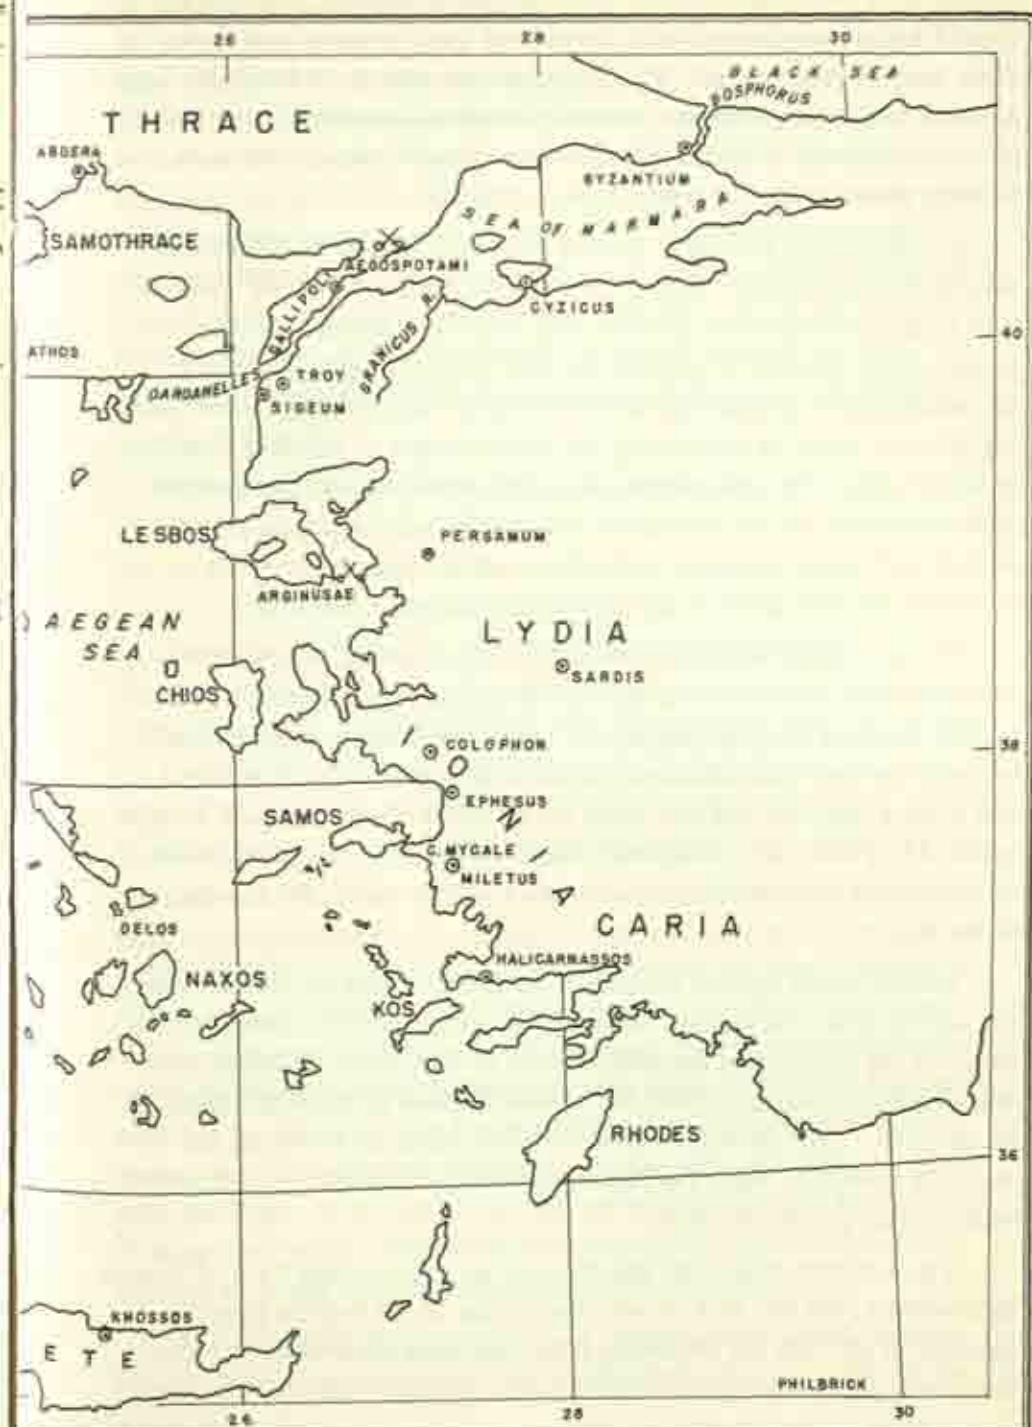 26 28 30
BLACK SEA
BOSPHORUS
THRACE
ABDERA
BYZANTIUM
SEA OF MARMARA
SAMOTHRACE
AEGOSPOTAMI
GALLIPOLI
CYZICUS
GRANICUS R.
40
ATHOS
DARDANELLES
TROY
SIGEUM
LESBOS
PERSAMUM
ARGINUSAE
AEGEAN
SEA
LYDIA
SARDIS
CHIOS
COLOPHON
38
I O N I A
EPHESUS
SAMOS
C. MYCALE
MILETUS
DELOS
CARIA
HALICARNASSOS
NAXOS
KOS
RHODES
36
KNOSSOS
ETE
PHILBRICK
26 28 30